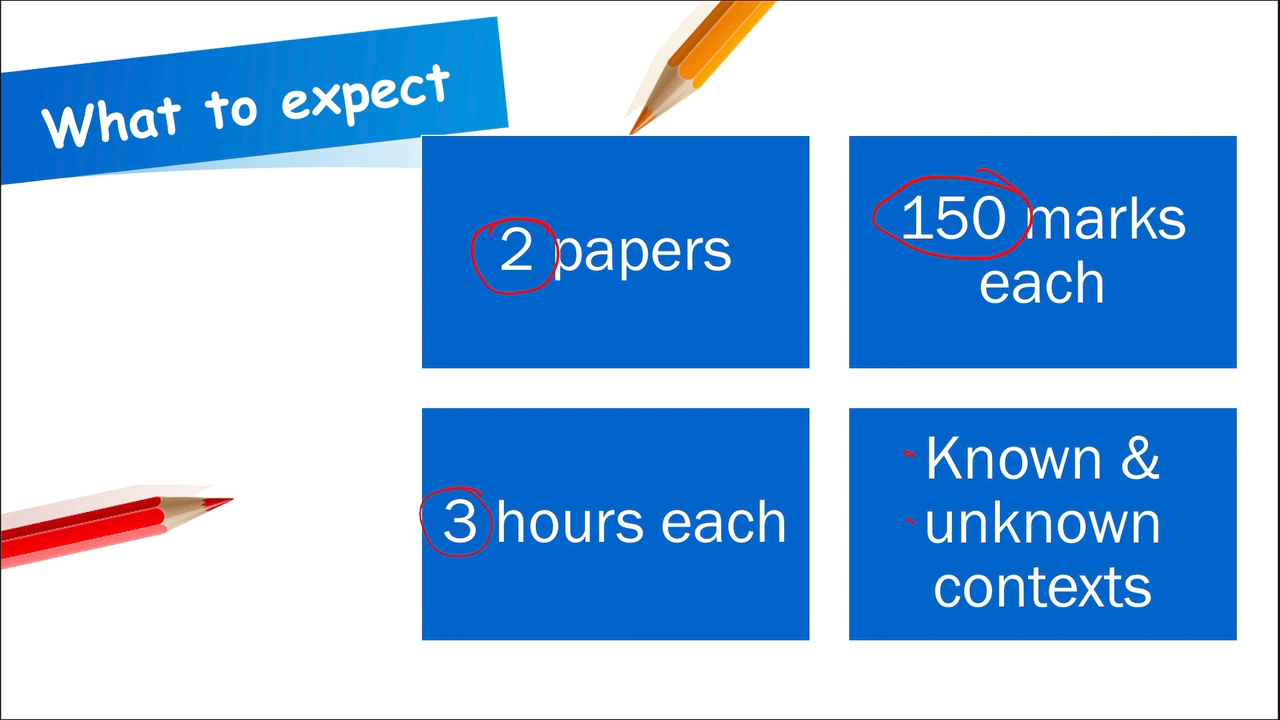 What to expect
2 papers
150 marks
each
3 hours each
Known &
unknown
contexts